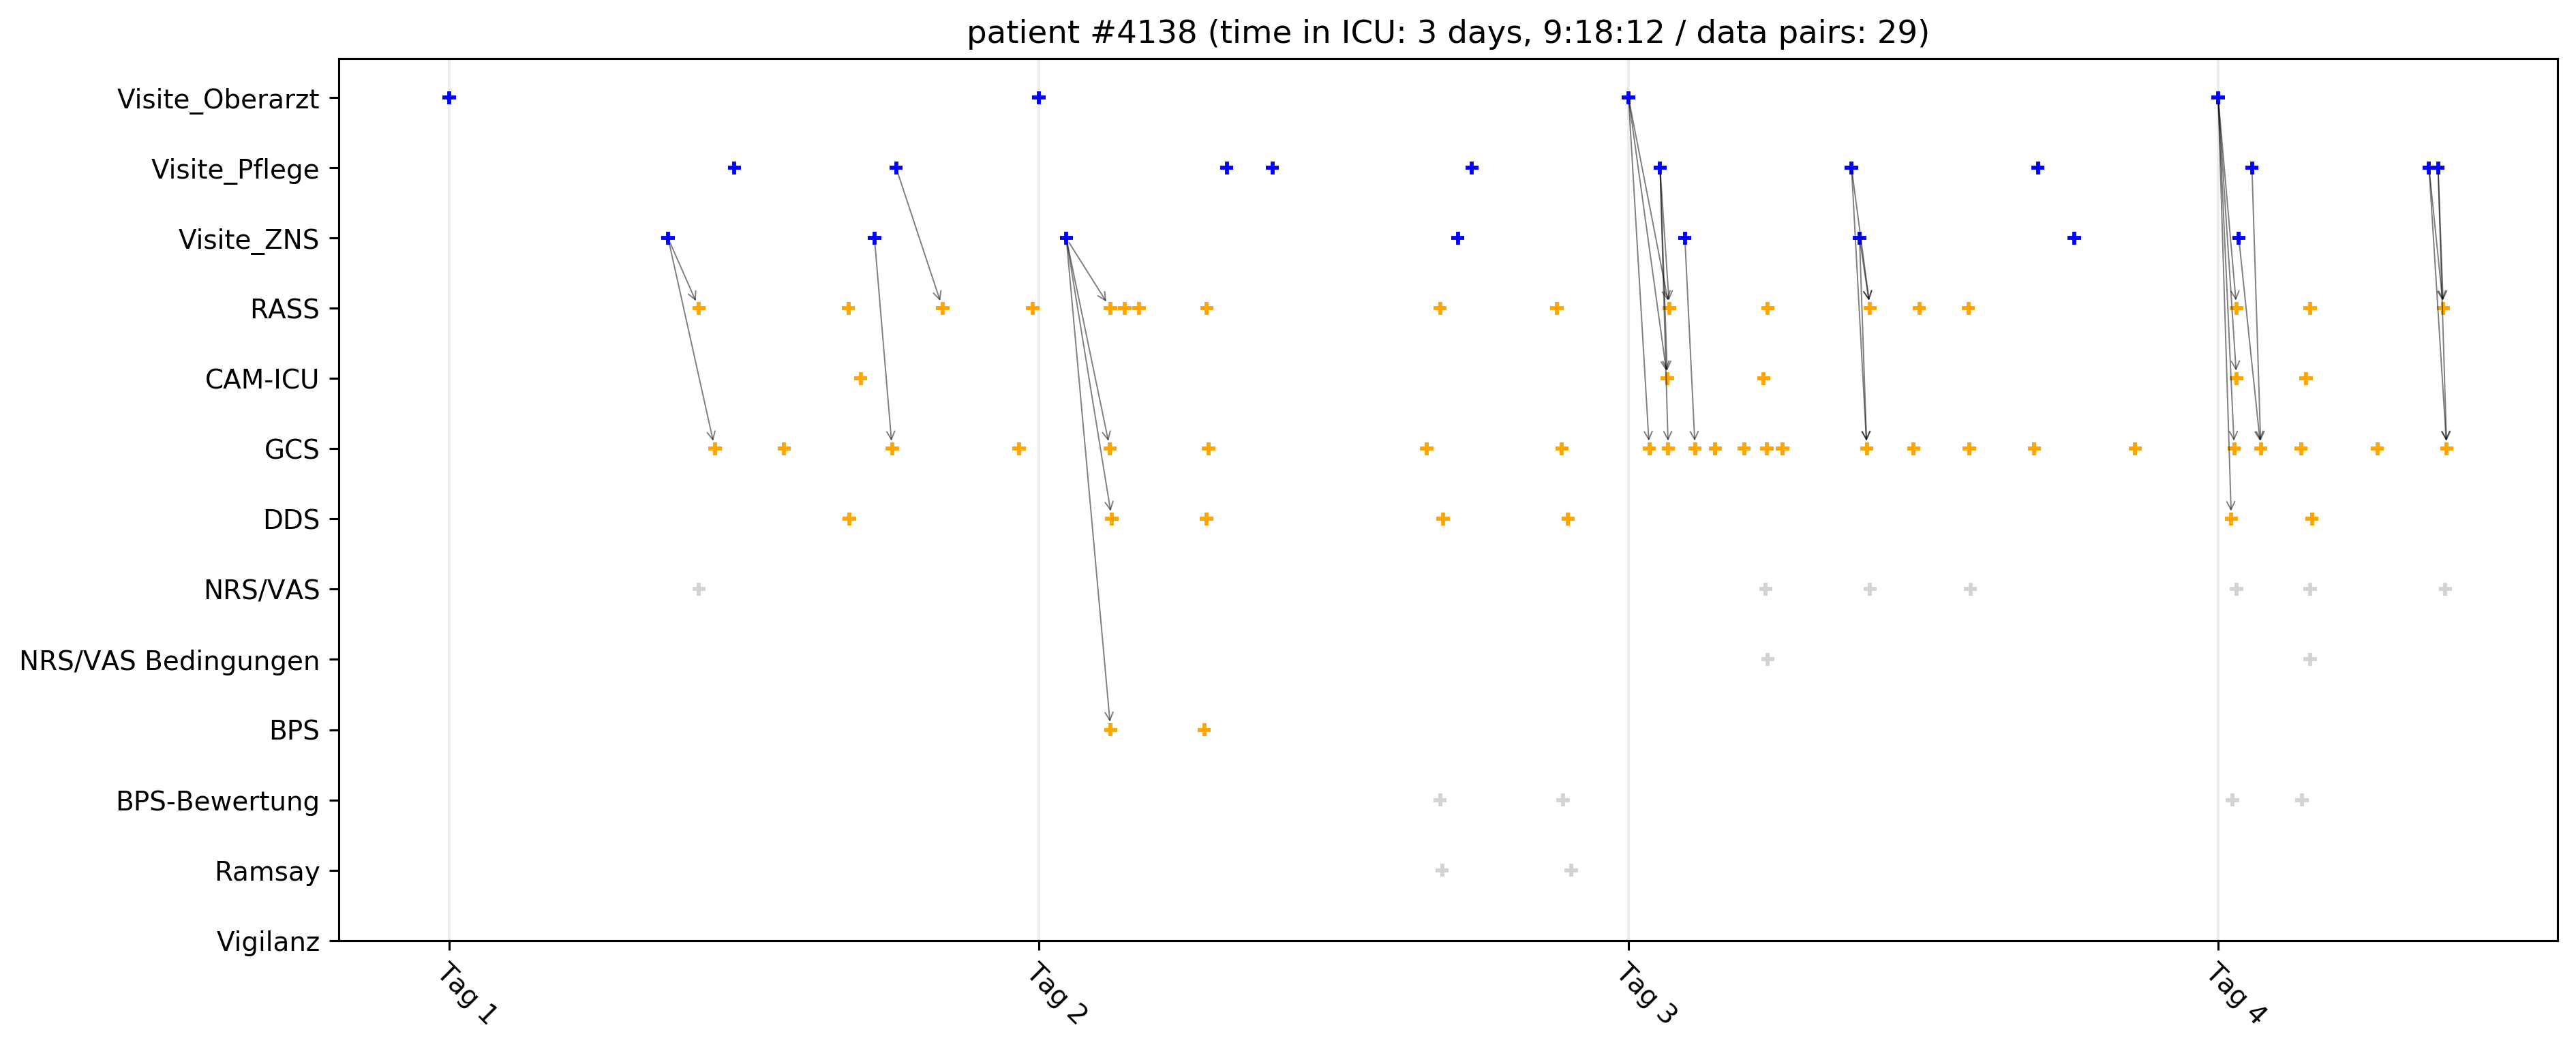 patient #4138 (time in ICU: 3 days, 9:18:12 / data pairs: 29)
Visite_Oberarzt
Visite_Pflege
Visite_ZNS
RASS
CAM-ICU
GCS
DDS
NRS/VAS
NRS/VAS Bedingungen
BPS
BPS-Bewertung
Ramsay
Vigilanz
Tag 1
Tag 2
Tag 3
Tag 4